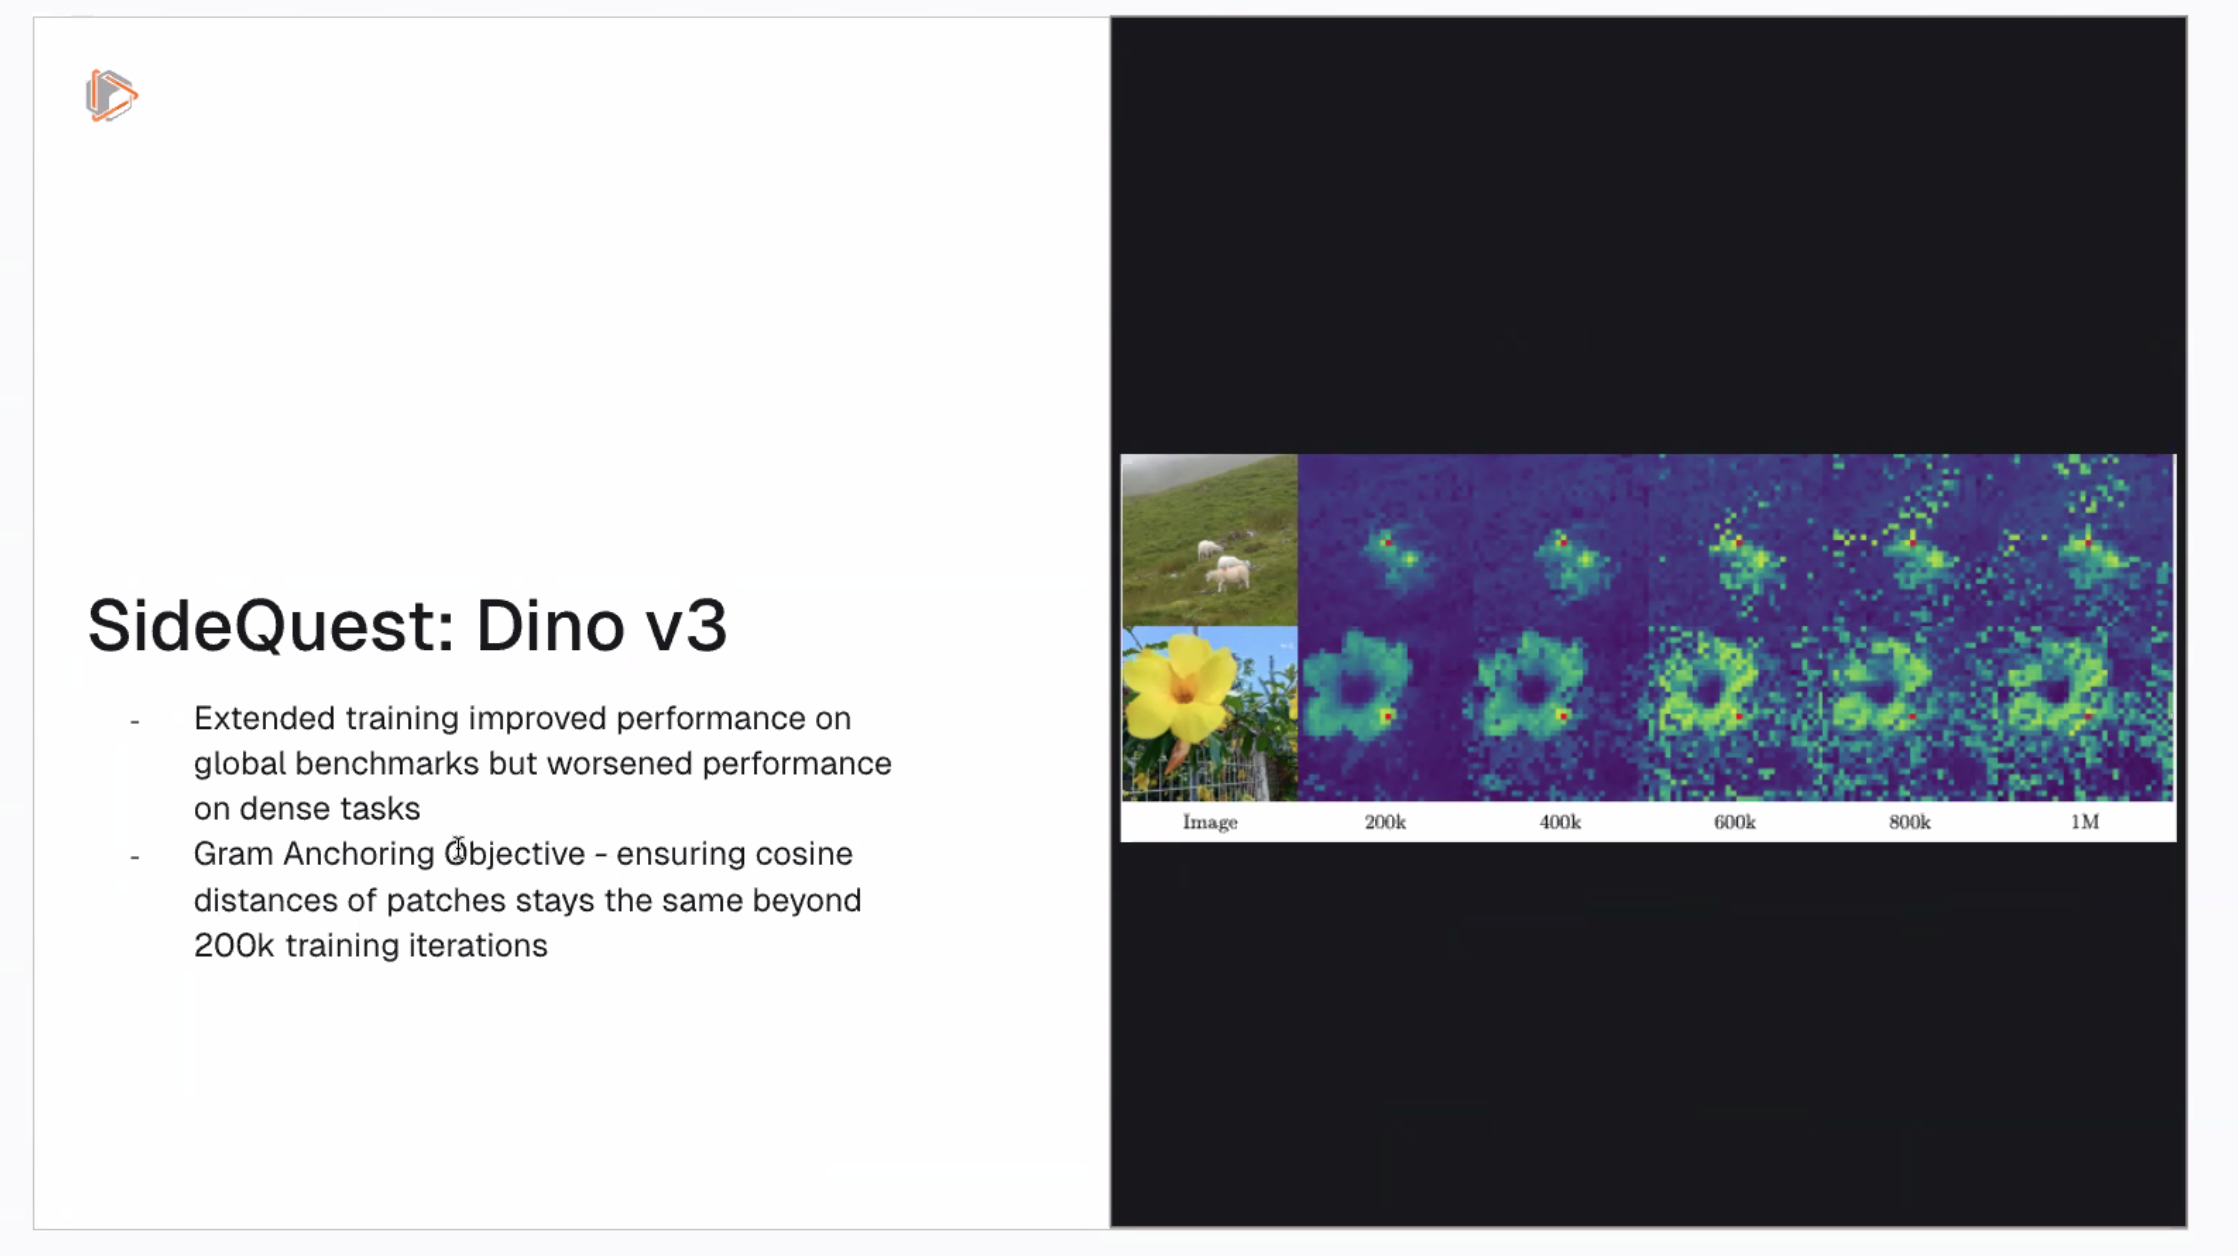 SideQuest: Dino v3
- Extended training improved performance on
global benchmarks but worsened performance
on dense tasks
- Gram Anchoring Objective - ensuring cosine
distances of patches stays the same beyond
200k training iterations
Image 200k 400k 600k 800k 1M